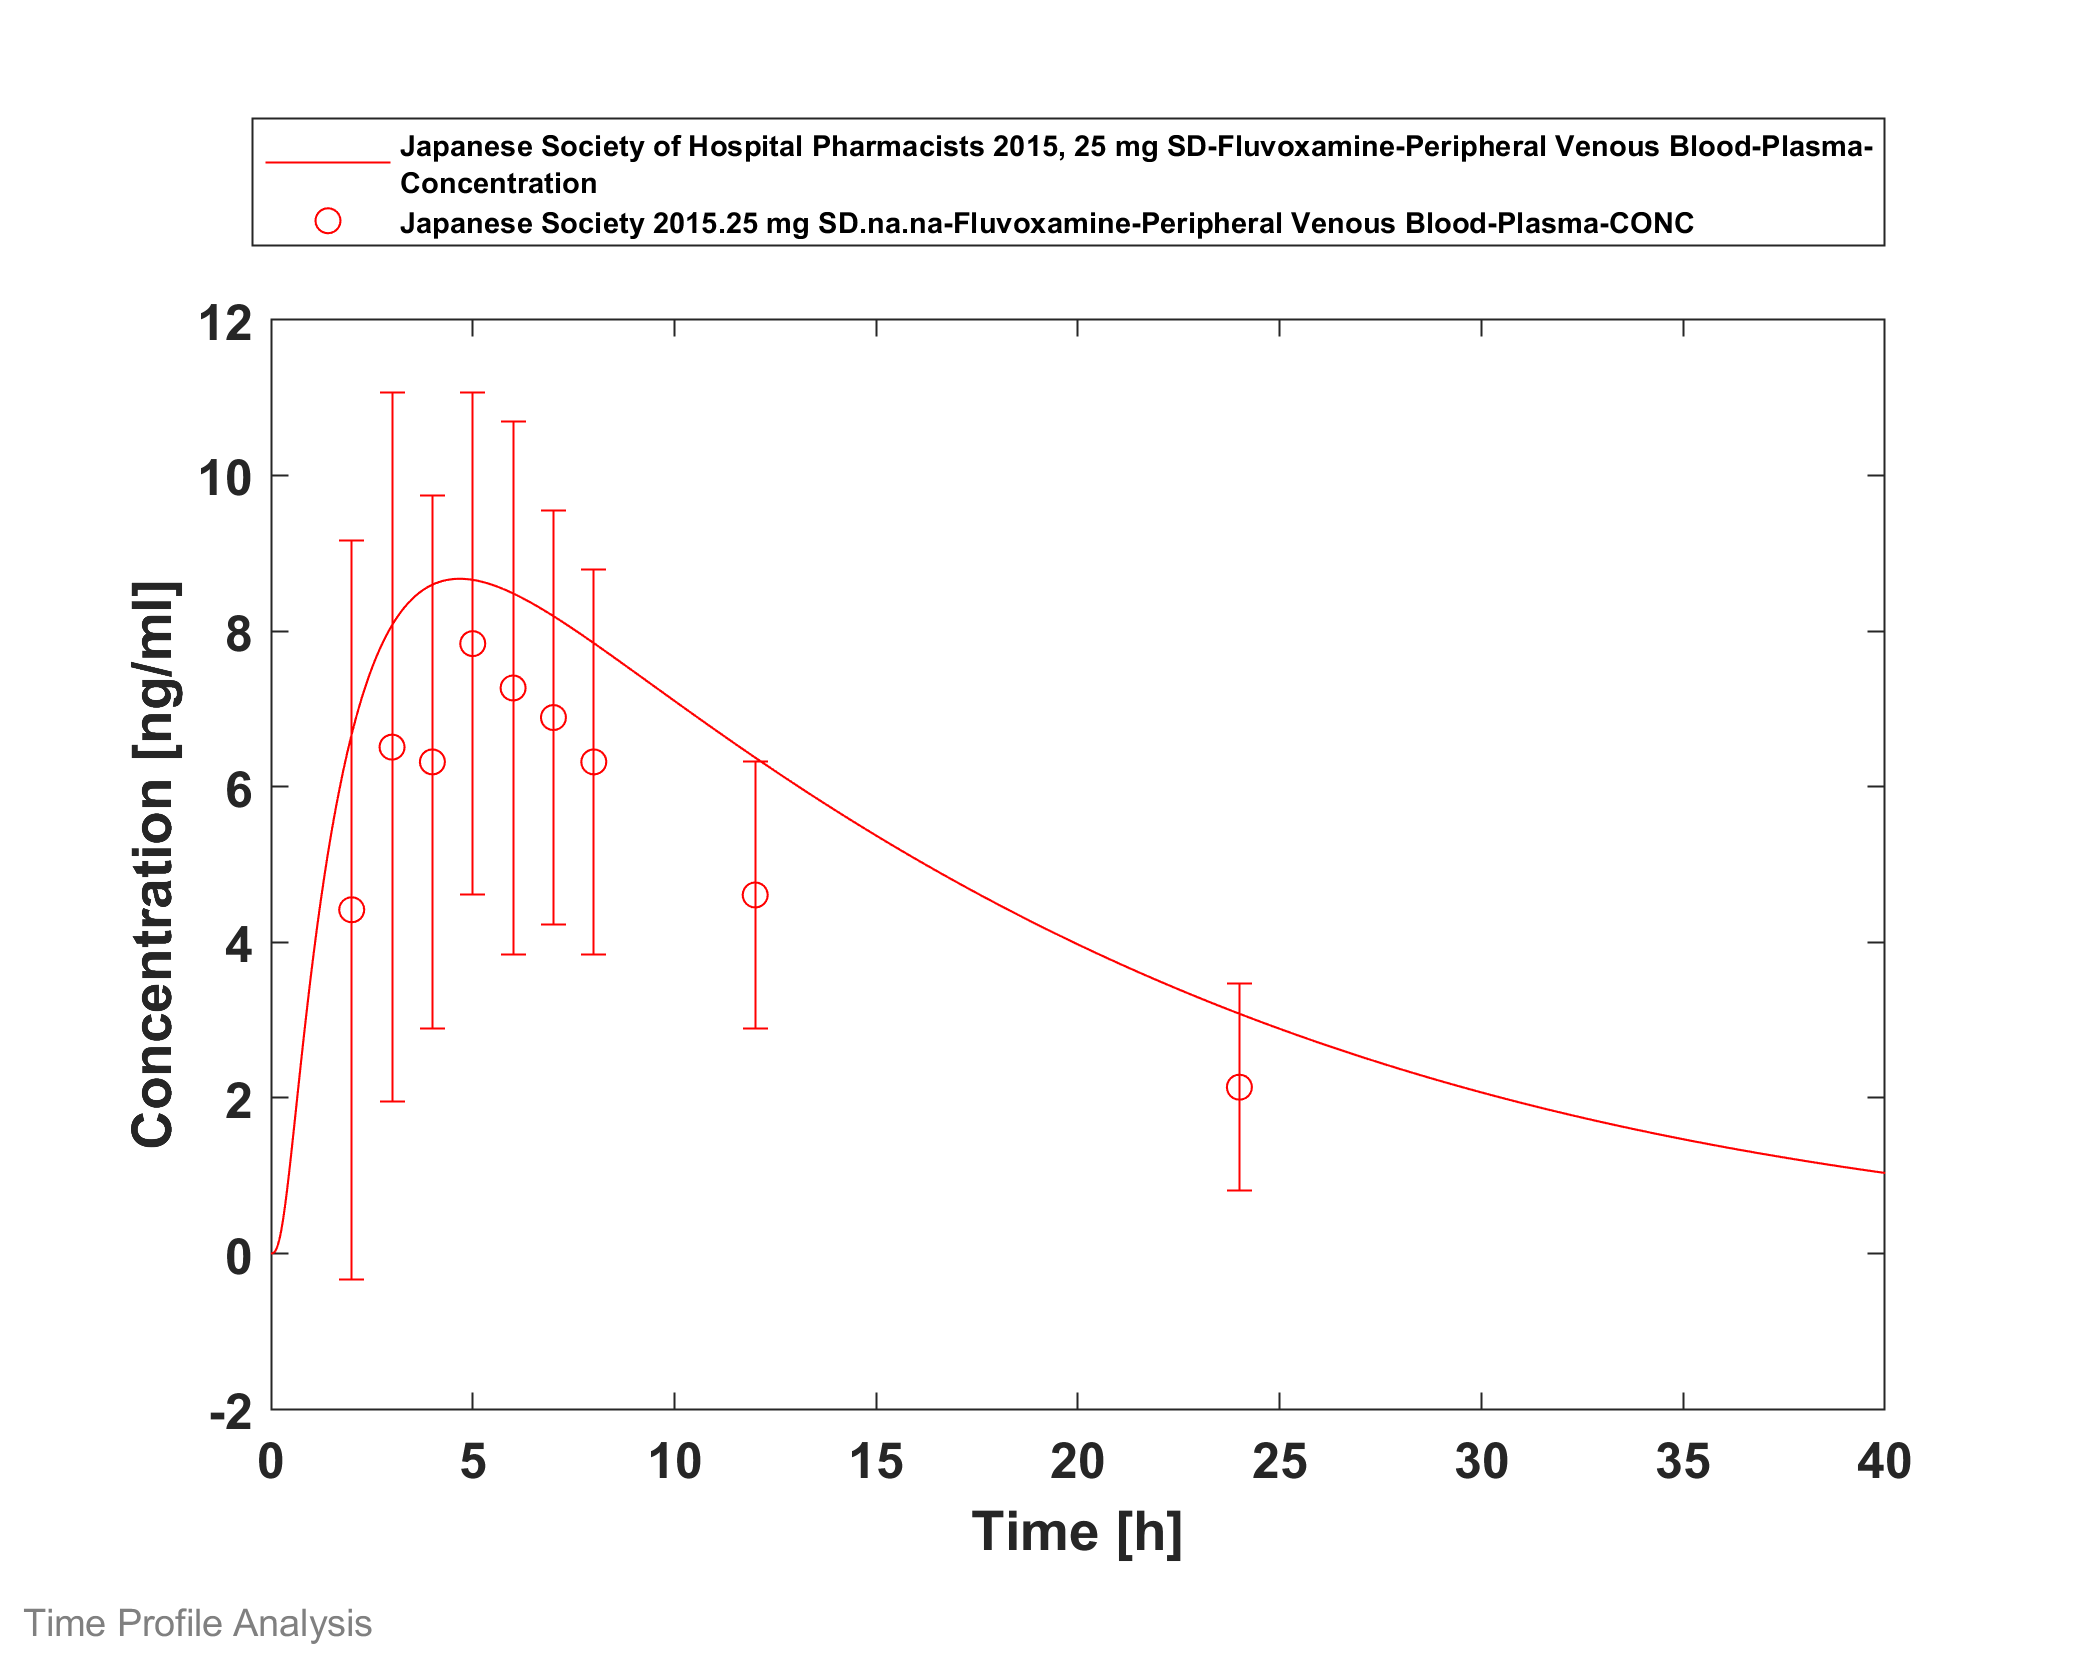 Japanese Society of Hospital Pharmacists 2015, 25 mg SD-Fluvoxamine-Peripheral Venous Blood-Plasma-
Concentration
Japanese Society 2015.25 mg SD.na.na-Fluvoxamine-Peripheral Venous Blood-Plasma-CONC
12
10
8
6
4
2
0
-2
Concentration [ng/ml]
0 5 10 15 20 25 30 35 40
Time [h]
Time Profile Analysis